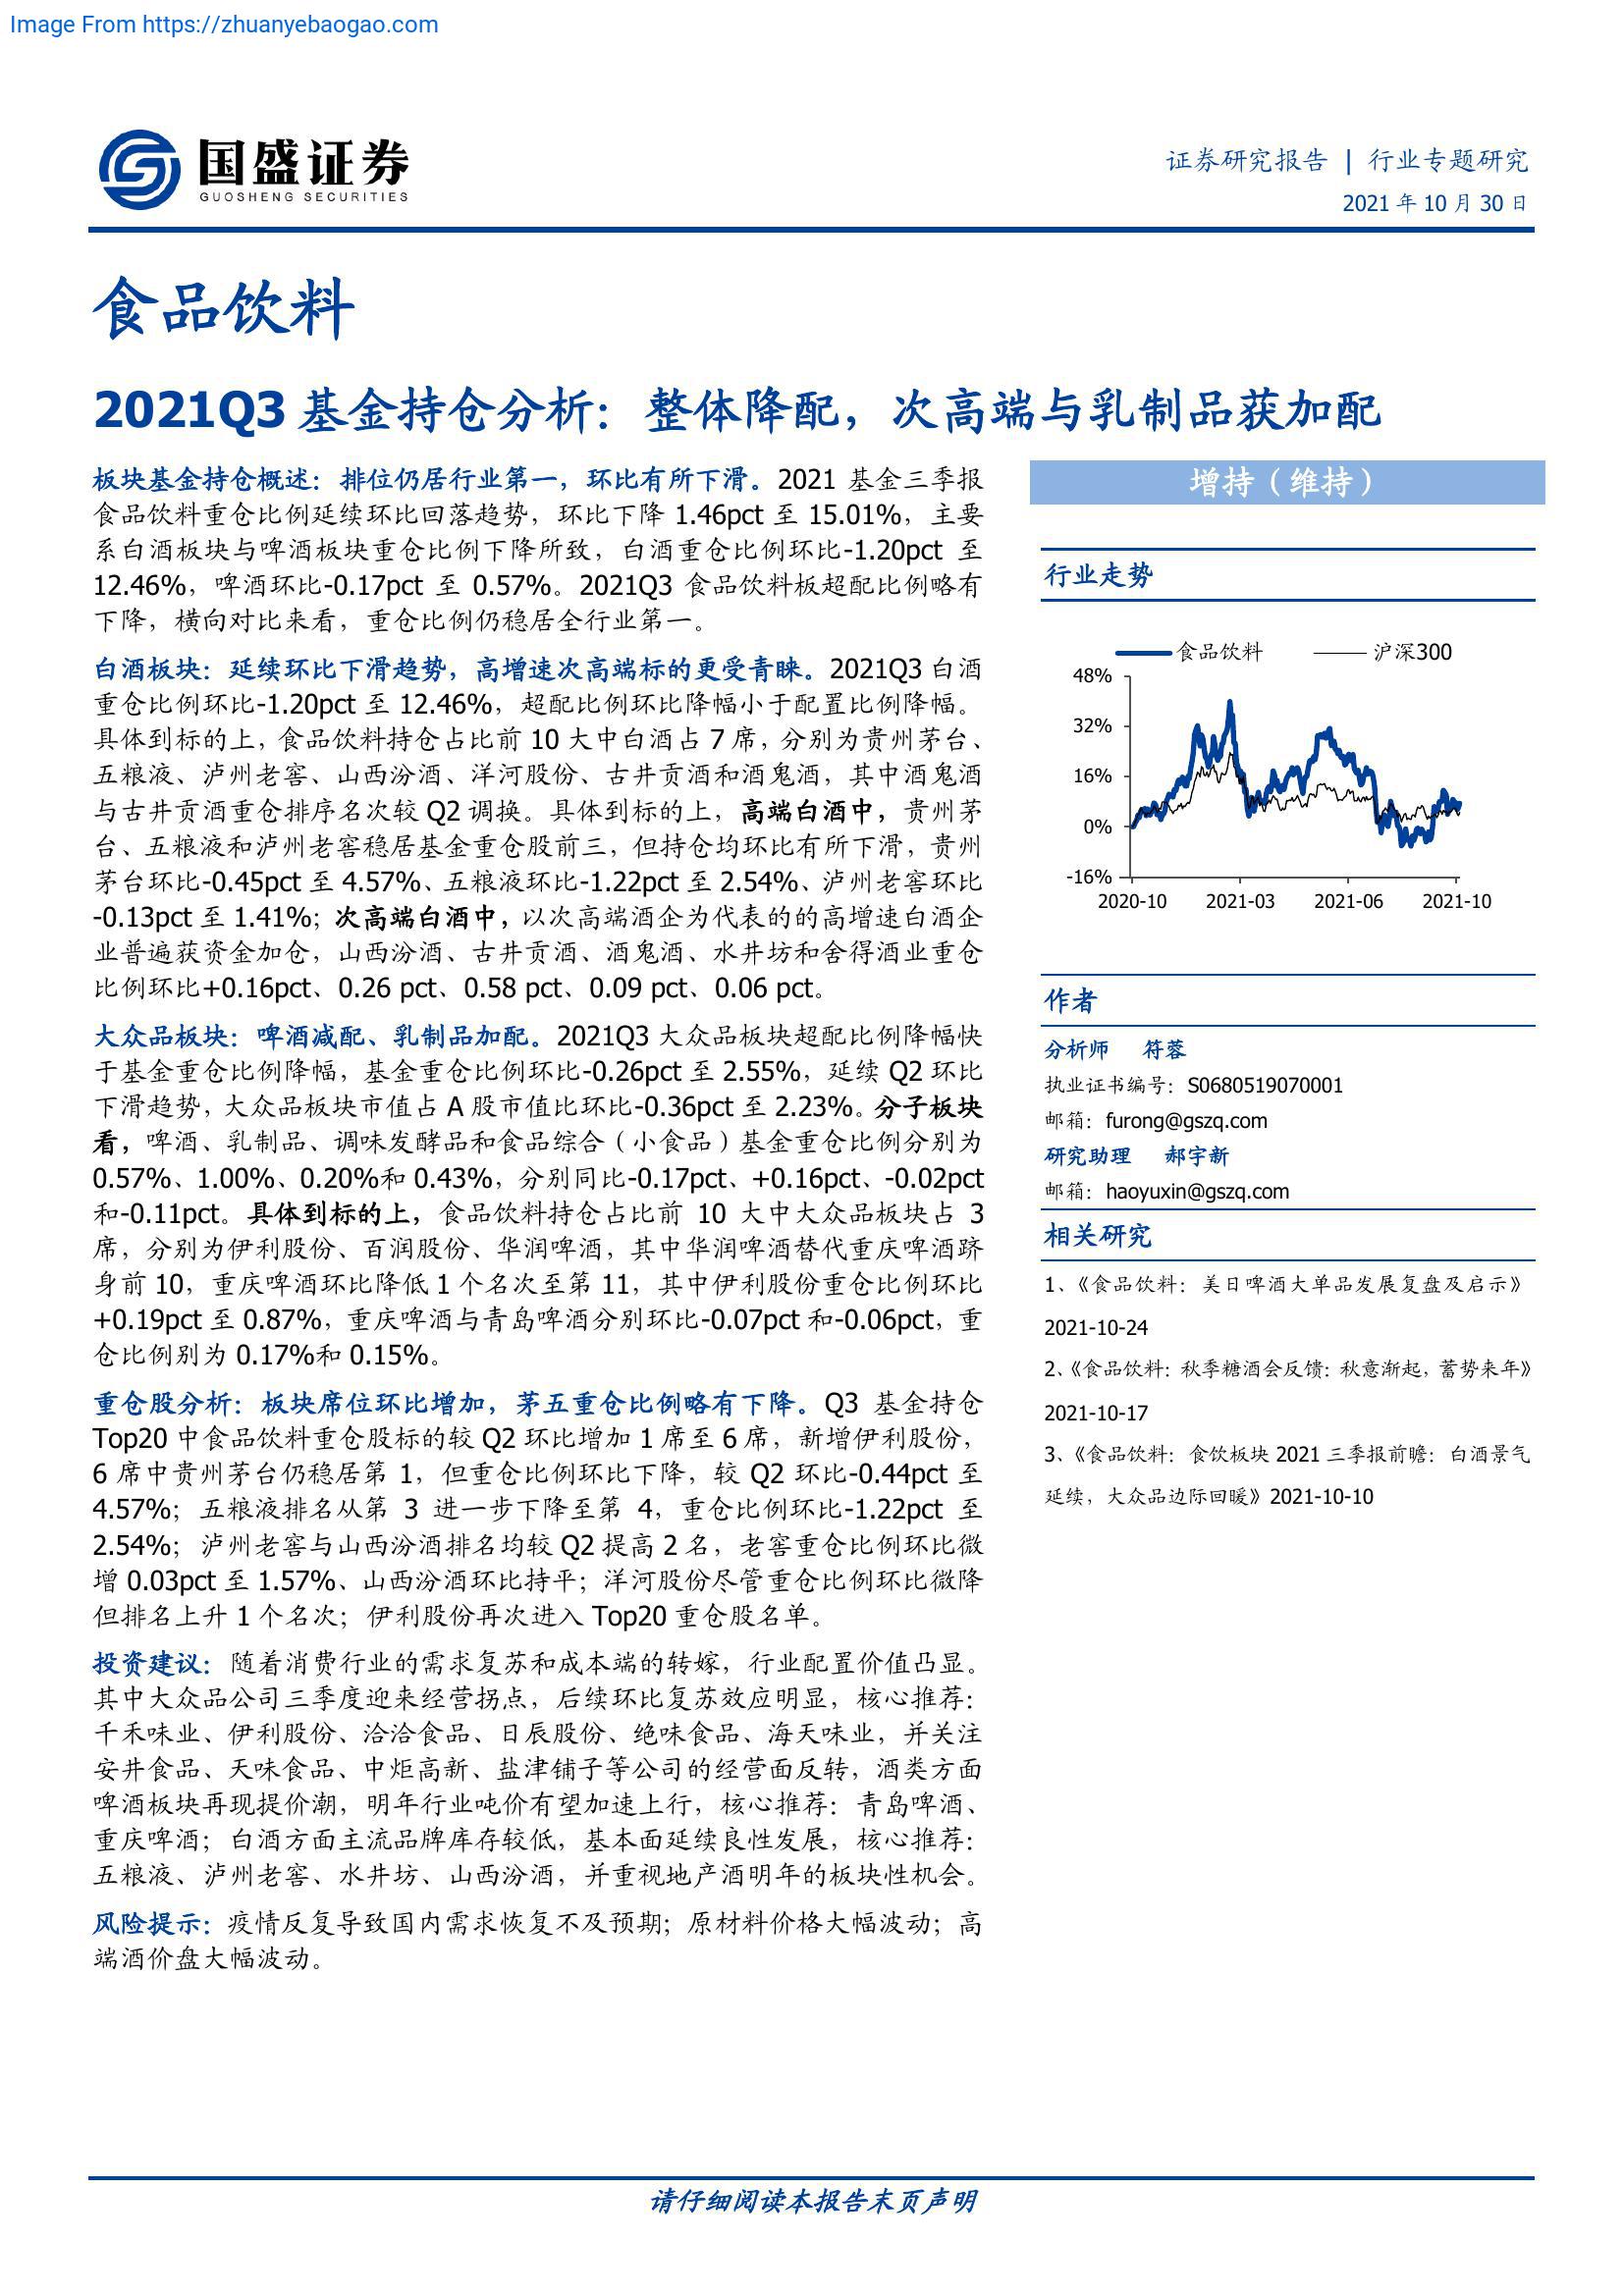 Image From https://zhuanyebaogao.com
国盛证券
GUOSHENG SECURITIES
证券研究报告 | 行业专题研究
2021 年 10 月 30 日
食品饮料
2021Q3 基金持仓分析：整体降配，次高端与乳制品获加配
板块基金持仓概述：排位仍居行业第一，环比有所下滑。2021 基金三季报
食品饮料重仓比例延续环比回落趋势，环比下降 1.46pct 至 15.01%，主要
系白酒板块与啤酒板块重仓比例下降所致，白酒重仓比例环比-1.20pct 至
12.46%，啤酒环比-0.17pct 至 0.57%。2021Q3 食品饮料板超配比例略有
下降，横向对比来看，重仓比例仍稳居全行业第一。
白酒板块：延续环比下滑趋势，高增速次高端标的更受青睐。2021Q3 白酒
重仓比例环比-1.20pct 至 12.46%，超配比例环比降幅小于配置比例降幅。
具体到标的上，食品饮料持仓占比前 10 大中白酒占 7 席，分别为贵州茅台、
五粮液、泸州老窖、山西汾酒、洋河股份、古井贡酒和酒鬼酒，其中酒鬼酒
与古井贡酒重仓排序名次较 Q2 调换。具体到标的上，高端白酒中，贵州茅
台、五粮液和泸州老窖稳居基金重仓股前三，但持仓均环比有所下滑，贵州
茅台环比-0.45pct 至 4.57%、五粮液环比-1.22pct 至 2.54%、泸州老窖环比
-0.13pct 至 1.41%；次高端白酒中，以次高端酒企为代表的的高增速白酒企
业普遍获资金加仓，山西汾酒、古井贡酒、酒鬼酒、水井坊和舍得酒业重仓
比例环比+0.16pct、0.26 pct、0.58 pct、0.09 pct、0.06 pct。
大众品板块：啤酒减配、乳制品加配。2021Q3 大众品板块超配比例降幅快
于基金重仓比例降幅，基金重仓比例环比-0.26pct 至 2.55%，延续 Q2 环比
下滑趋势，大众品板块市值占 A 股市值比环比-0.36pct 至 2.23%。分子板块
看，啤酒、乳制品、调味发酵品和食品综合（小食品）基金重仓比例分别为
0.57%、1.00%、0.20%和 0.43%，分别同比-0.17pct、+0.16pct、-0.02pct
和-0.11pct。具体到标的上，食品饮料持仓占比前 10 大中大众品板块占 3
席，分别为伊利股份、百润股份、华润啤酒，其中华润啤酒替代重庆啤酒跻
身前 10，重庆啤酒环比降低 1 个名次至第 11，其中伊利股份重仓比例环比
+0.19pct 至 0.87%，重庆啤酒与青岛啤酒分别环比-0.07pct 和-0.06pct，重
仓比例别为 0.17%和 0.15%。
重仓股分析：板块席位环比增加，茅五重仓比例略有下降。Q3 基金持仓
Top20 中食品饮料重仓股标的较 Q2 环比增加 1 席至 6 席，新增伊利股份，
6 席中贵州茅台仍稳居第 1，但重仓比例环比下降，较 Q2 环比-0.44pct 至
4.57%；五粮液排名从第 3 进一步下降至第 4，重仓比例环比-1.22pct 至
2.54%；泸州老窖与山西汾酒排名均较 Q2 提高 2 名，老窖重仓比例环比微
增 0.03pct 至 1.57%、山西汾酒环比持平；洋河股份尽管重仓比例环比微降
但排名上升 1 个名次；伊利股份再次进入 Top20 重仓股名单。
投资建议：随着消费行业的需求复苏和成本端的转嫁，行业配置价值凸显。
其中大众品公司三季度迎来经营拐点，后续环比复苏效应明显，核心推荐：
千禾味业、伊利股份、洽洽食品、日辰股份、绝味食品、海天味业，并关注
安井食品、天味食品、中炬高新、盐津铺子等公司的经营面反转，酒类方面
啤酒板块再现提价潮，明年行业吨价有望加速上行，核心推荐：青岛啤酒、
重庆啤酒；白酒方面主流品牌库存较低，基本面延续良性发展，核心推荐：
五粮液、泸州老窖、水井坊、山西汾酒，并重视地产酒明年的板块性机会。
风险提示：疫情反复导致国内需求恢复不及预期；原材料价格大幅波动；高
端酒价盘大幅波动。
增持（维持）
行业走势
食品饮料 沪深300
48%
32%
16%
0%
-16%
2020-10 2021-03 2021-06 2021-10
作者
分析师 符蓉
执业证书编号：S0680519070001
邮箱：furong@gszq.com
研究助理 郝宇新
邮箱：haoyuxin@gszq.com
相关研究
1、《食品饮料：美日啤酒大单品发展复盘及启示》
2021-10-24
2、《食品饮料：秋季糖酒会反馈：秋意渐起，蓄势来年》
2021-10-17
3、《食品饮料：食饮板块 2021 三季报前瞻：白酒景气
延续，大众品边际回暖》2021-10-10
请仔细阅读本报告末页声明